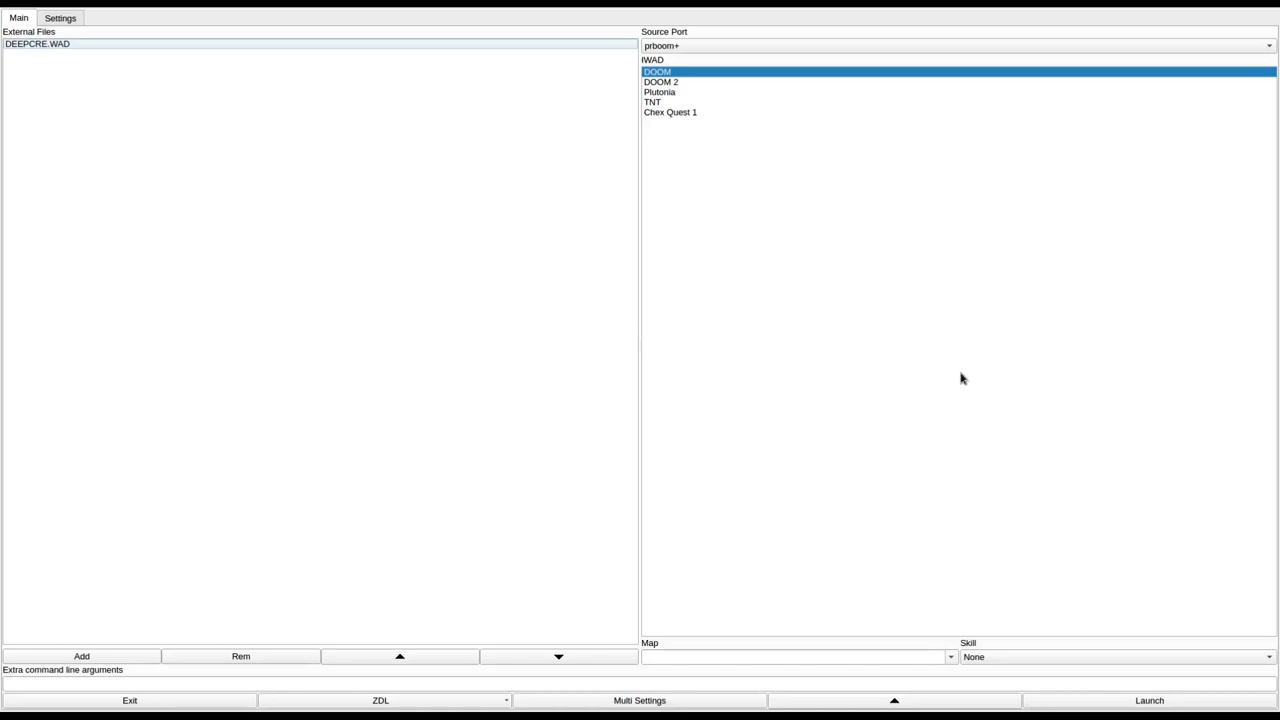 Main Settings
External Files
DEEPCRE.WAD
Source Port
prboom+
IWAD
DOOM
DOOM 2
Plutonia
TNT
Chex Quest 1
Add Rem
Map Skill
None
Extra command line arguments
Exit ZDL Multi Settings Launch